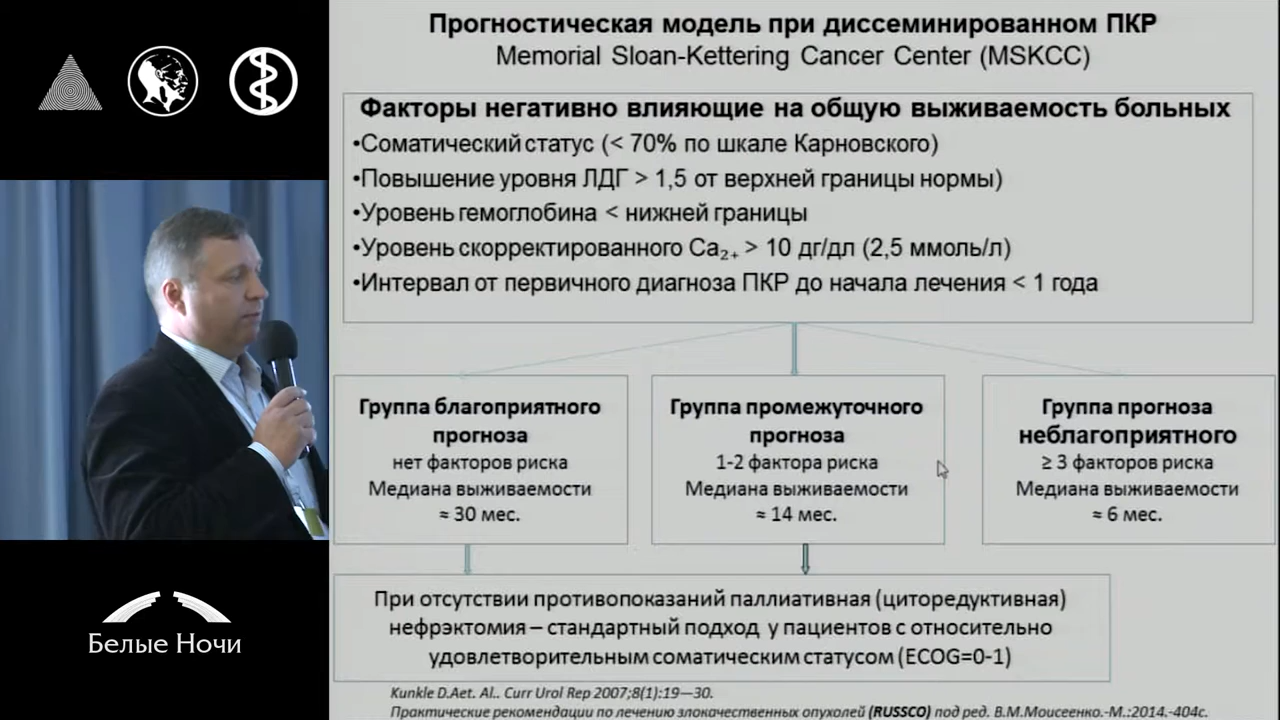 Прогностическая модель при диссеминированном ПКР
Memorial Sloan-Kettering Cancer Center (MSKCC)
Факторы негативно влияющие на общую выживаемость больных
•Соматический статус (< 70% по шкале Карновского)
•Повышение уровня ЛДГ > 1,5 от верхней границы нормы)
•Уровень гемоглобина < нижней границы
•Уровень скорректированного Ca₂₊ > 10 дг/дл (2,5 ммоль/л)
•Интервал от первичного диагноза ПКР до начала лечения < 1 года
Группа благоприятного
прогноза
нет факторов риска
Медиана выживаемости
≈ 30 мес.
Группа промежуточного
прогноза
1-2 фактора риска
Медиана выживаемости
≈ 14 мес.
Группа прогноза
неблагоприятного
≥ 3 факторов риска
Медиана выживаемости
≈ 6 мес.
При отсутствии противопоказаний паллиативная (циторедуктивная)
нефрэктомия – стандартный подход у пациентов с относительно
удовлетворительным соматическим статусом (ECOG=0-1)
Kunkle D.Aet. Al.. Curr Urol Rep 2007;8(1):19—30.
Практические рекомендации по лечению злокачественных опухолей (RUSSCO) под ред. В.М.Моисеенко.-М.:2014.-404с.
Белые Ночи